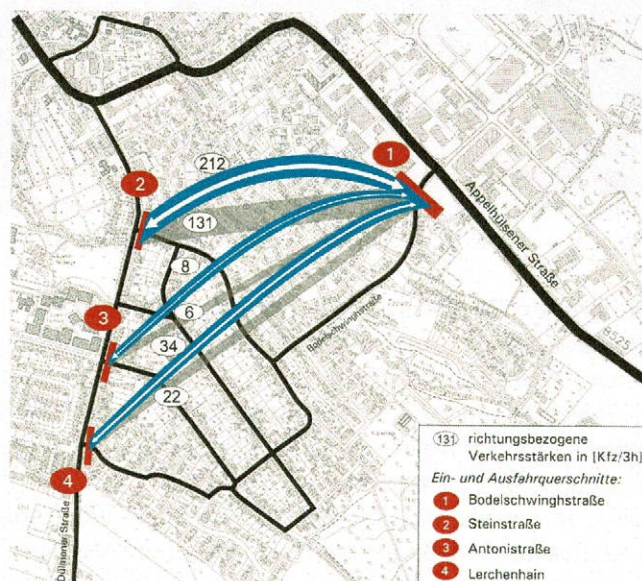 212
1
2
131
Appelhülsener Straße
8
3
6
34
Bodelschwinghstraße
B525
22
4
131 richtungsbezogene
Verkehrsstärken in [Kfz/3h]
Ein- und Ausfahrquerschnitte:
1 Bodelschwinghstraße
2 Steinstraße
3 Antonistraße
4 Lerchenhain